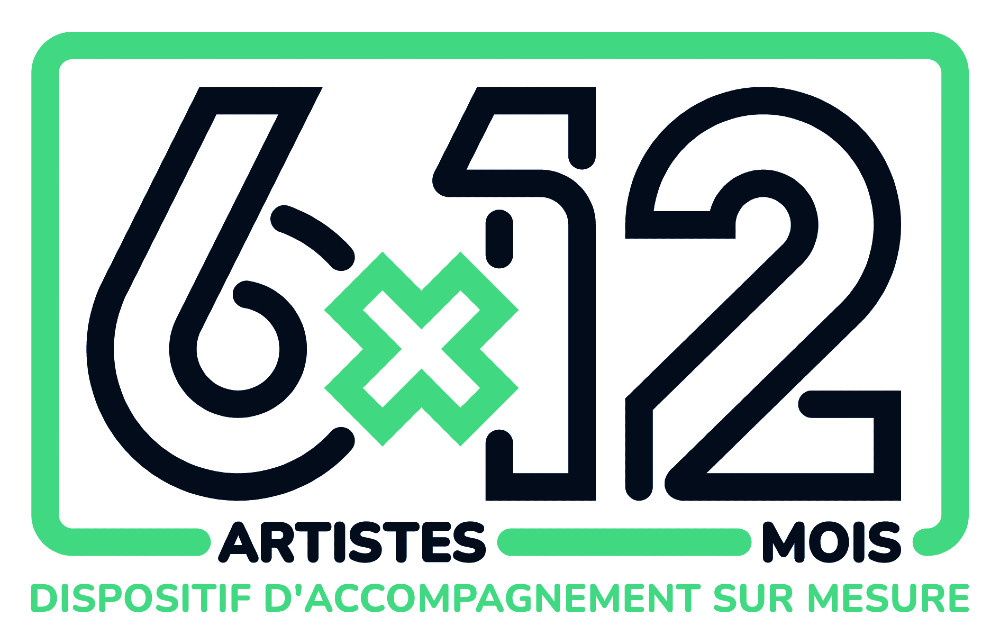 6×12
ARTISTES MOIS
DISPOSITIF D'ACCOMPAGNEMENT SUR MESURE